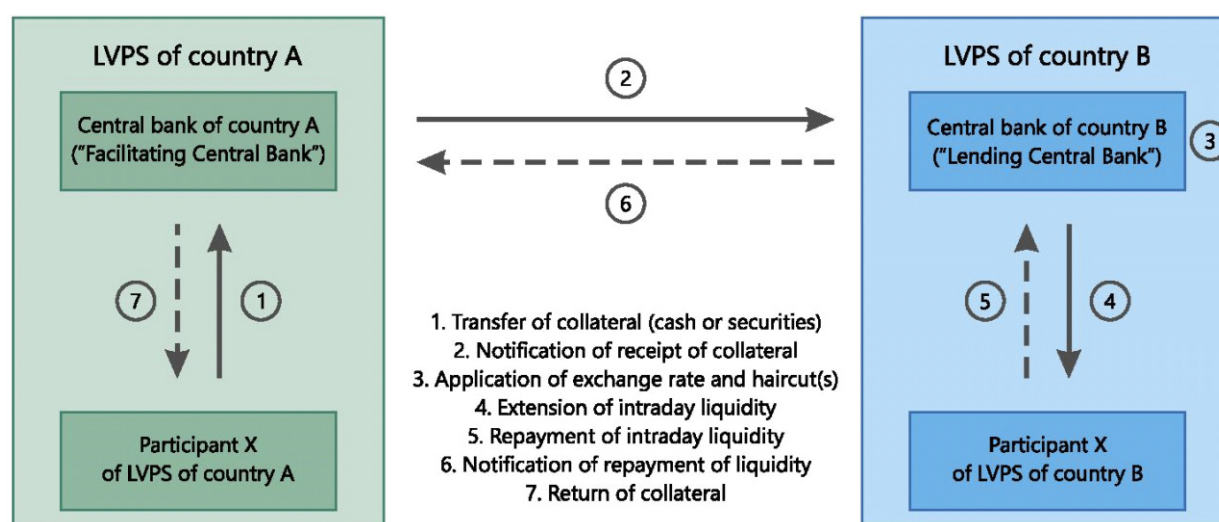 LVPS of country A
Central bank of country A
("Facilitating Central Bank")
7
1
Participant X
of LVPS of country A
2
6
1. Transfer of collateral (cash or securities)
2. Notification of receipt of collateral
3. Application of exchange rate and haircut(s)
4. Extension of intraday liquidity
5. Repayment of intraday liquidity
6. Notification of repayment of liquidity
7. Return of collateral
LVPS of country B
Central bank of country B
("Lending Central Bank")
3
5
4
Participant X
of LVPS of country B